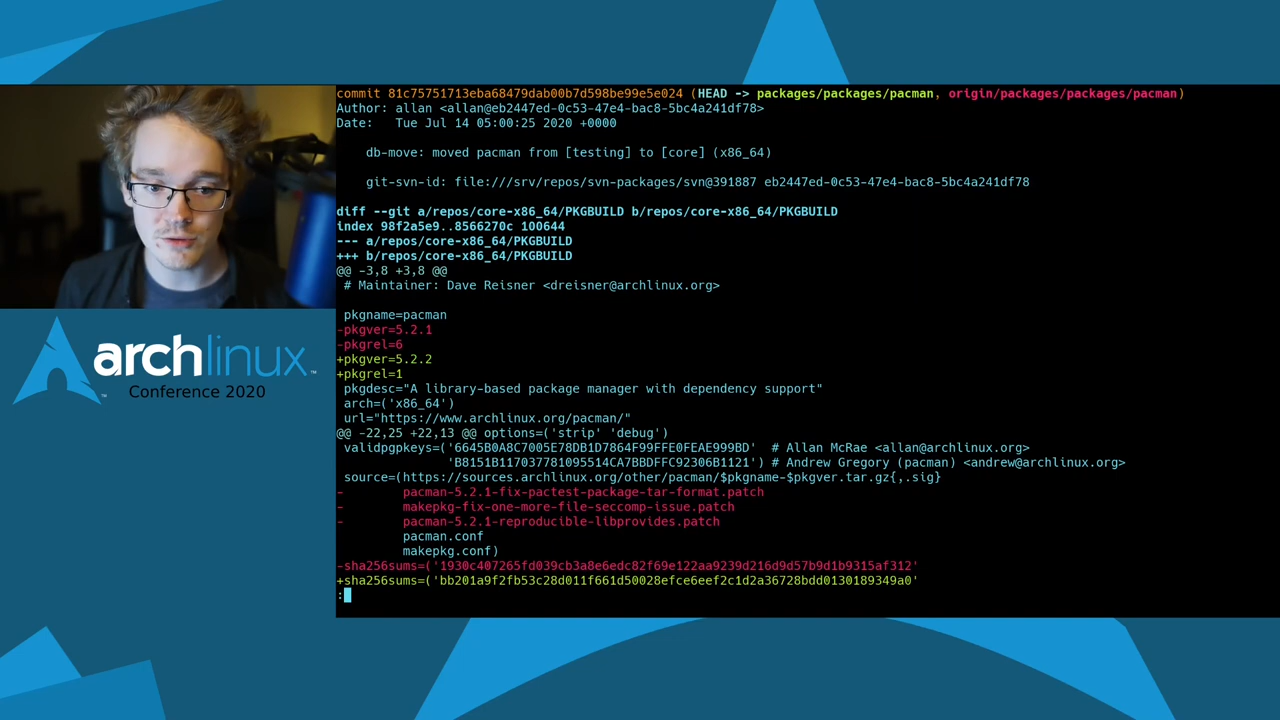 commit 81c75751713eba68479dab00b7d598be99e5e024 (HEAD -> packages/packages/pacman, origin/packages/packages/pacman)
Author: allan <allan@eb2447ed-0c53-47e4-bac8-5bc4a241df78>
Date:   Tue Jul 14 05:00:25 2020 +0000
db-move: moved pacman from [testing] to [core] (x86_64)
git-svn-id: file:///srv/repos/svn-packages/svn@391887 eb2447ed-0c53-47e4-bac8-5bc4a241df78
diff --git a/repos/core-x86_64/PKGBUILD b/repos/core-x86_64/PKGBUILD
index 98f2a5e9..8566270c 100644
--- a/repos/core-x86_64/PKGBUILD
+++ b/repos/core-x86_64/PKGBUILD
@@ -3,8 +3,8 @@
# Maintainer: Dave Reisner <dreisner@archlinux.org>
pkgname=pacman
-pkgver=5.2.1
-pkgrel=6
+pkgver=5.2.2
+pkgrel=1
pkgdesc="A library-based package manager with dependency support"
arch=('x86_64')
url="https://www.archlinux.org/pacman/"
@@ -22,25 +22,13 @@ options=('strip' 'debug')
validpgpkeys=('6645B0A8C7005E78DB1D7864F99FFE0FEAE999BD'  # Allan McRae <allan@archlinux.org>
'B8151B117037781095514CA7BBDFFC92306B1121') # Andrew Gregory (pacman) <andrew@archlinux.org>
source=(https://sources.archlinux.org/other/pacman/$pkgname-$pkgver.tar.gz{,.sig}
-        pacman-5.2.1-fix-pactest-package-tar-format.patch
-        makepkg-fix-one-more-file-seccomp-issue.patch
-        pacman-5.2.1-reproducible-libprovides.patch
pacman.conf
makepkg.conf)
-sha256sums=('1930c407265fd039cb3a8e6edc82f69e122aa9239d216d9d57b9d1b9315af312'
+sha256sums=('bb201a9f2fb53c28d011f661d50028efce6eef2c1d2a36728bdd0130189349a0'
:
archlinux™
Conference 2020
™